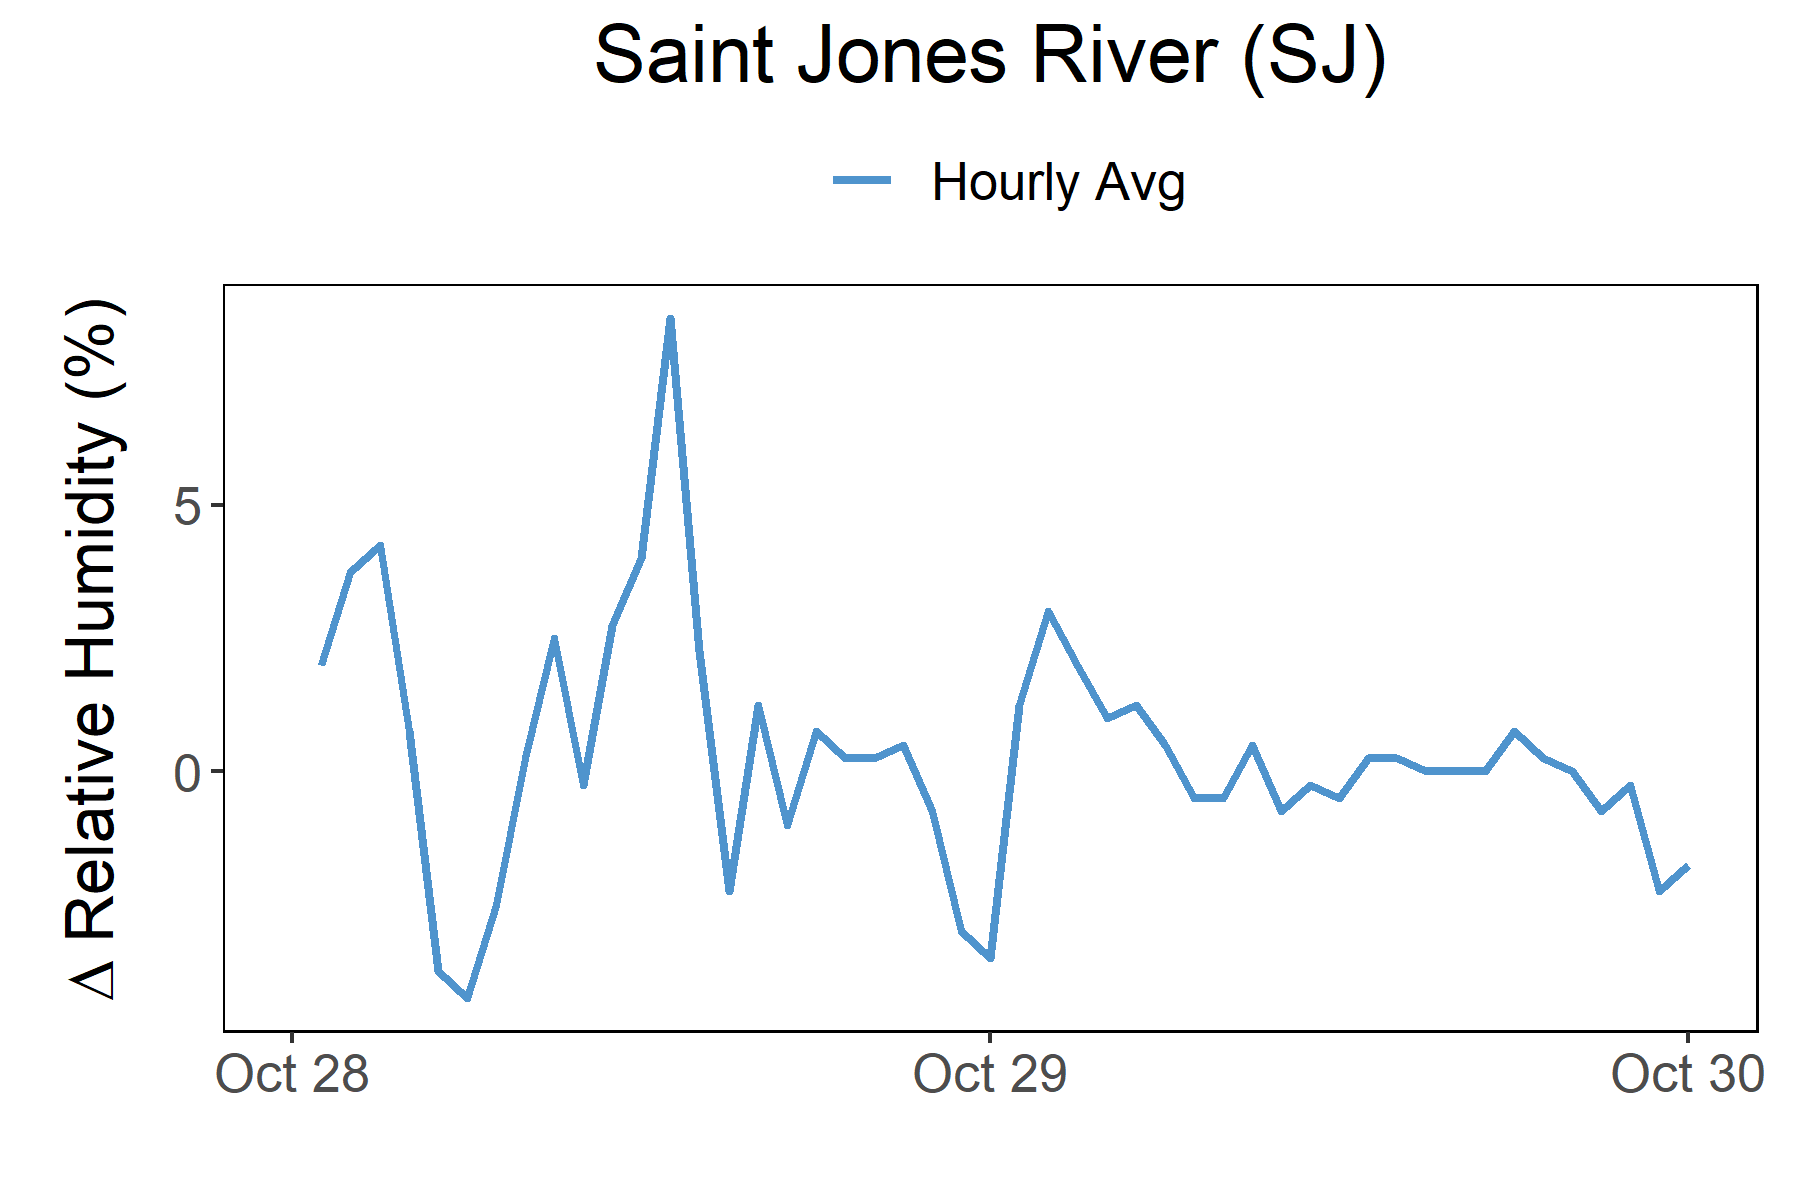 Saint Jones River (SJ)
Hourly Avg
Δ Relative Humidity (%)
5
0
Oct 28
Oct 29
Oct 30